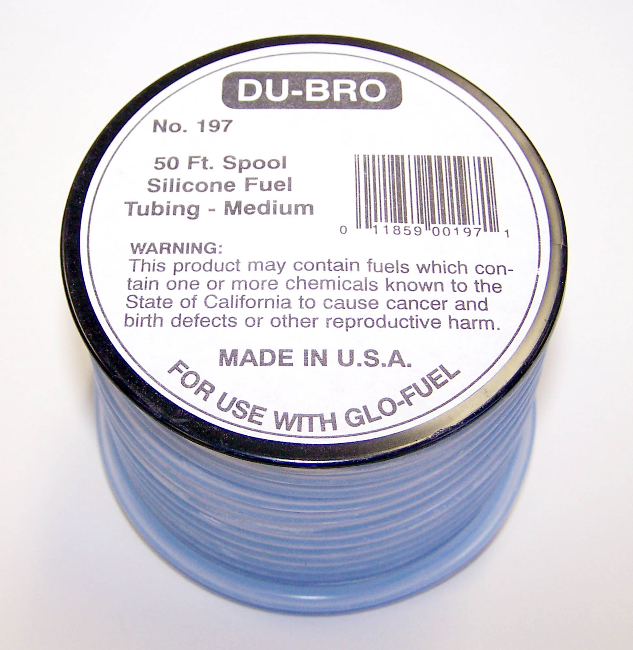 DU-BRO
No. 197
50 Ft. Spool
Silicone Fuel
Tubing - Medium
0 11859 00197 1
WARNING:
This product may contain fuels which con-
tain one or more chemicals known to the
State of California to cause cancer and
birth defects or other reproductive harm.
MADE IN U.S.A.
FOR USE WITH GLO-FUEL